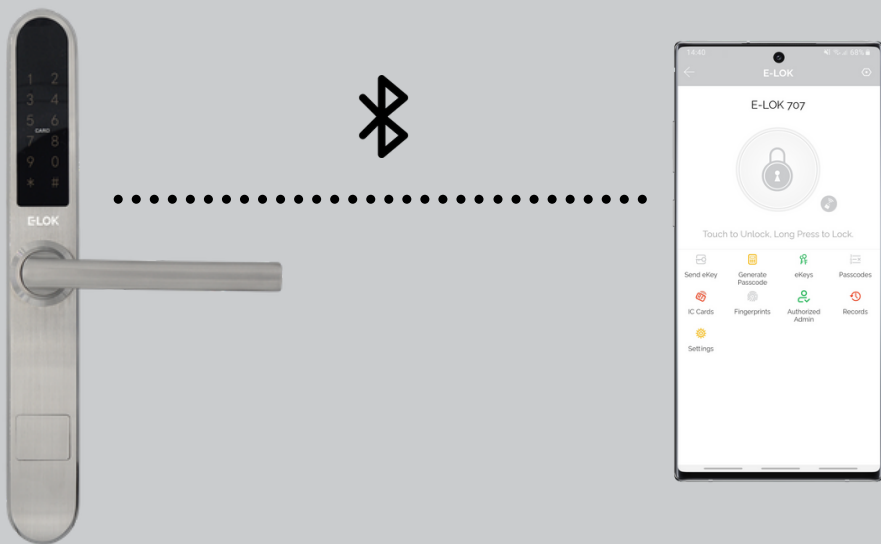 1 2
3 4
5 6
CARD
7 8
9 0
* #
E-LOK
14:40
68%
E-LOK
E-LOK 707
Touch to Unlock, Long Press to Lock.
Send eKey
Generate
Passcode
eKeys
Passcodes
IC Cards
Fingerprints
Authorized
Admin
Records
Settings